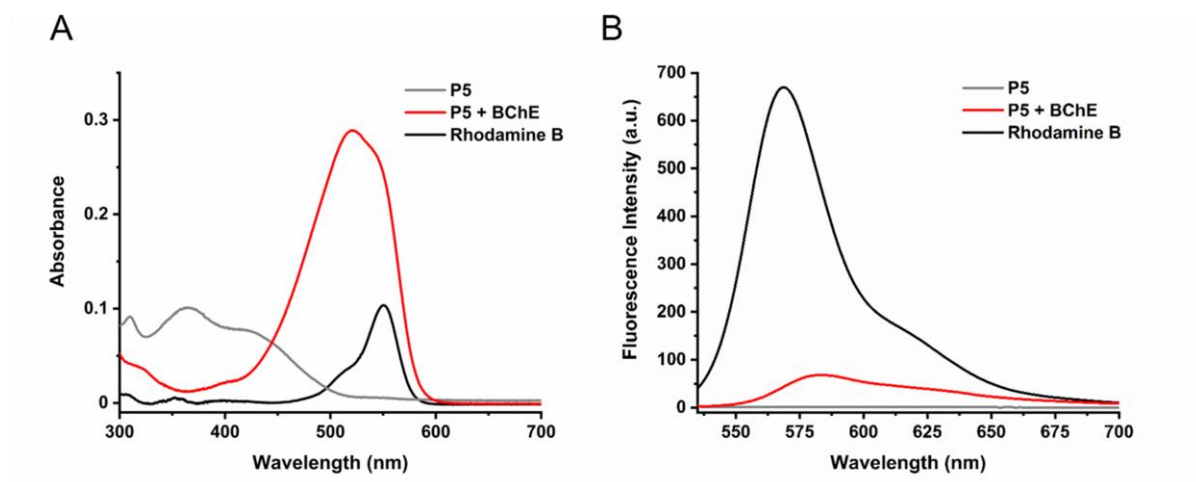 A
P5
P5 + BChE
Rhodamine B
0.3
0.2
0.1
0
300
400
500
600
700
Absorbance
Wavelength (nm)
B
P5
P5 + BChE
Rhodamine B
700
600
500
400
300
200
100
0
550
575
600
625
650
675
700
Fluorescence Intensity (a.u.)
Wavelength (nm)